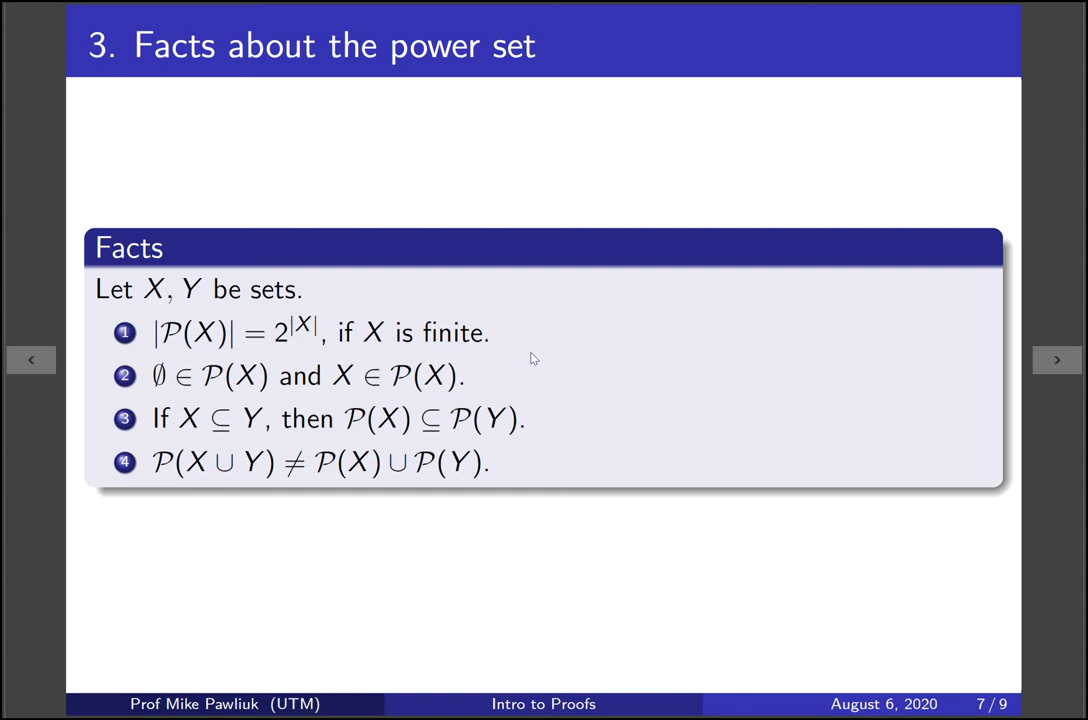 3. Facts about the power set
Facts
Let X, Y be sets.
1 |𝒫(X)| = 2^|X|, if X is finite.
2 ∅ ∈ 𝒫(X) and X ∈ 𝒫(X).
3 If X ⊆ Y, then 𝒫(X) ⊆ 𝒫(Y).
4 𝒫(X ∪ Y) ≠ 𝒫(X) ∪ 𝒫(Y).
Prof Mike Pawliuk (UTM) Intro to Proofs August 6, 2020 7 / 9